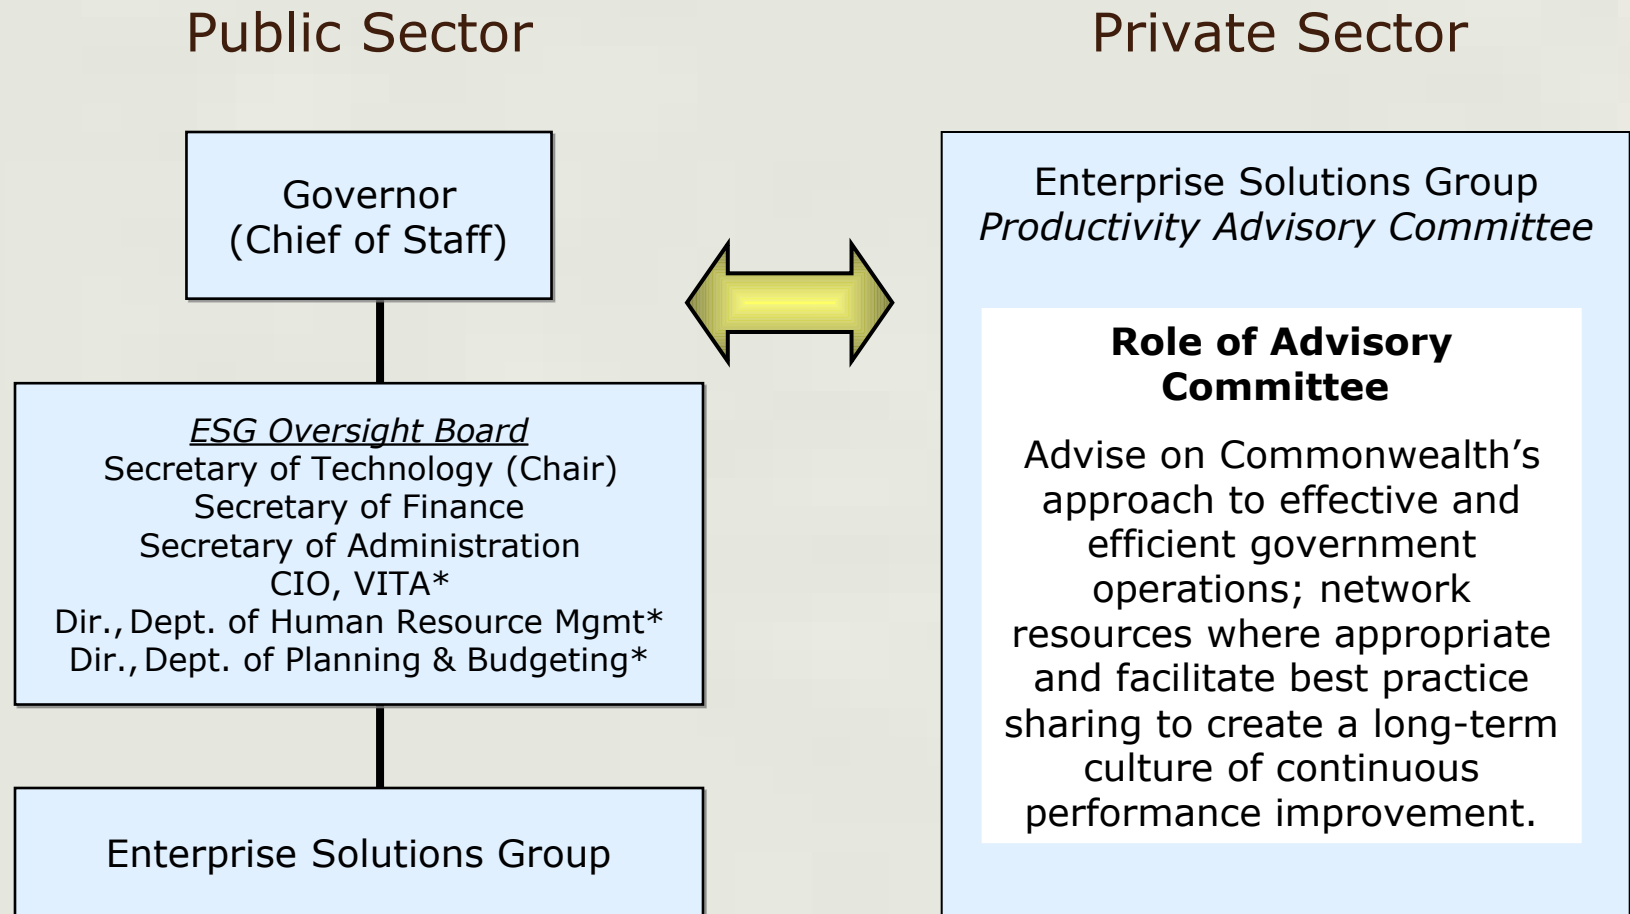 Public Sector
Private Sector
Governor
(Chief of Staff)
ESG Oversight Board
Secretary of Technology (Chair)
Secretary of Finance
Secretary of Administration
CIO, VITA*
Dir., Dept. of Human Resource Mgmt*
Dir., Dept. of Planning & Budgeting*
Enterprise Solutions Group
Enterprise Solutions Group
Productivity Advisory Committee
Role of Advisory
Committee
Advise on Commonwealth’s
approach to effective and
efficient government
operations; network
resources where appropriate
and facilitate best practice
sharing to create a long-term
culture of continuous
performance improvement.